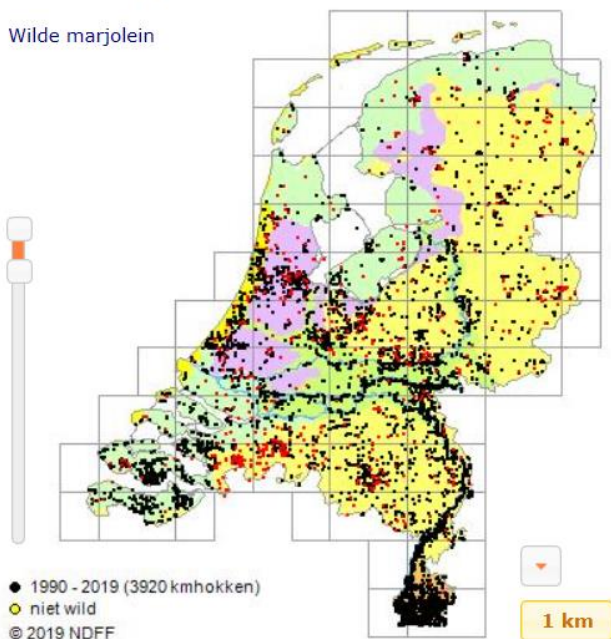 Wilde marjolein
1990 - 2019 (3920 kmhokken)
niet wild
© 2019 NDFF
1 km